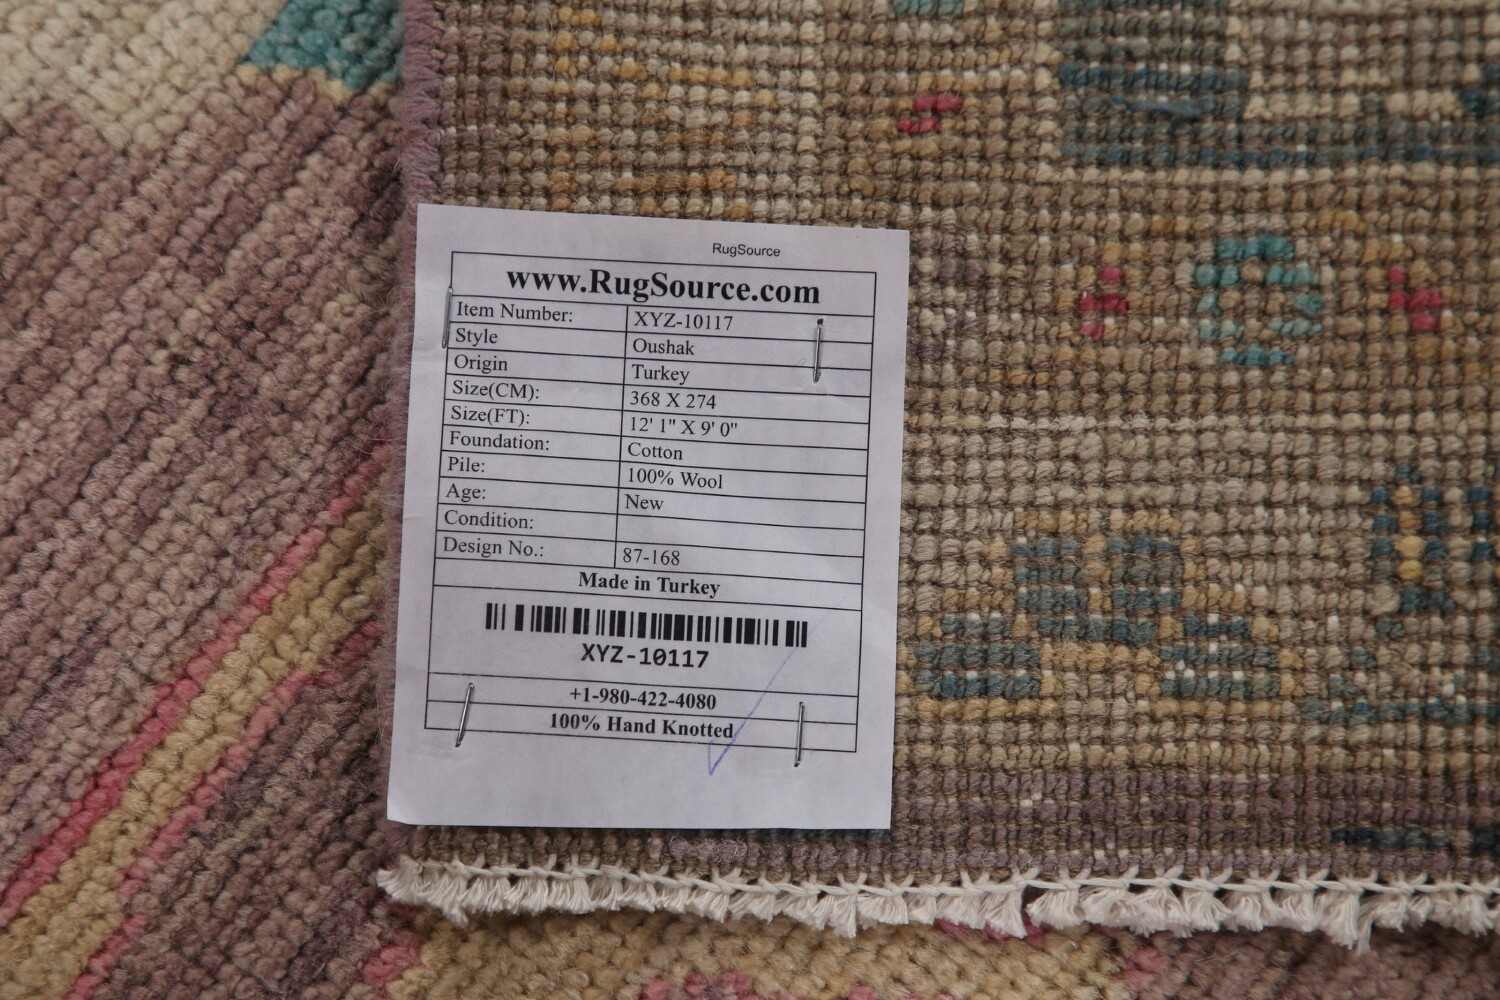 RugSource
www.RugSource.com
Item Number: XYZ-10117
Style Oushak
Origin Turkey
Size(CM): 368 X 274
Size(FT): 12' 1" X 9' 0"
Foundation: Cotton
Pile: 100% Wool
Age: New
Condition:
Design No.: 87-168
Made in Turkey
XYZ-10117
+1-980-422-4080
100% Hand Knotted